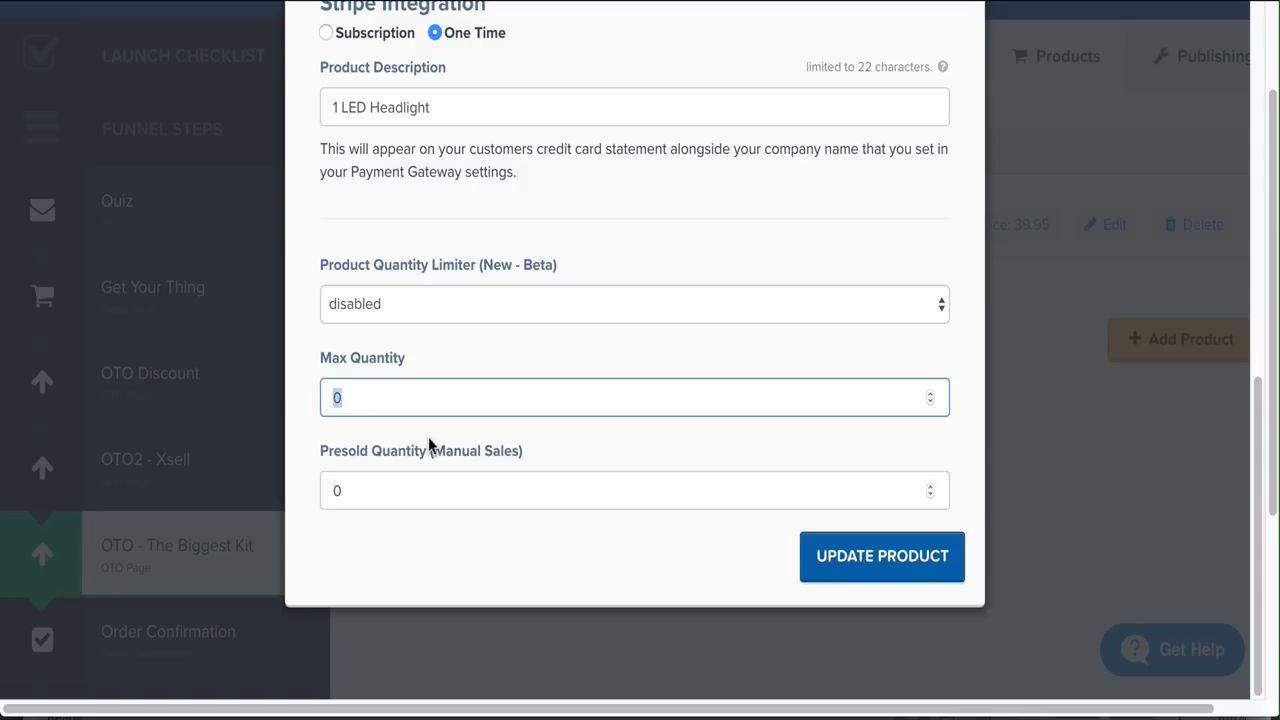 Stripe Integration
Subscription
One Time
Product Description
limited to 22 characters.
1 LED Headlight
This will appear on your customers credit card statement alongside your company name that you set in
your Payment Gateway settings.
Product Quantity Limiter (New - Beta)
disabled
Max Quantity
0
Presold Quantity (Manual Sales)
0
UPDATE PRODUCT
LAUNCH CHECKLIST
FUNNEL STEPS
Quiz
Get Your Thing
OTO Discount
OTO2 - Xsell
OTO - The Biggest Kit
OTO Page
Order Confirmation
Products
Publishing
ce: 39.95
Edit
Delete
+ Add Product
? Get Help